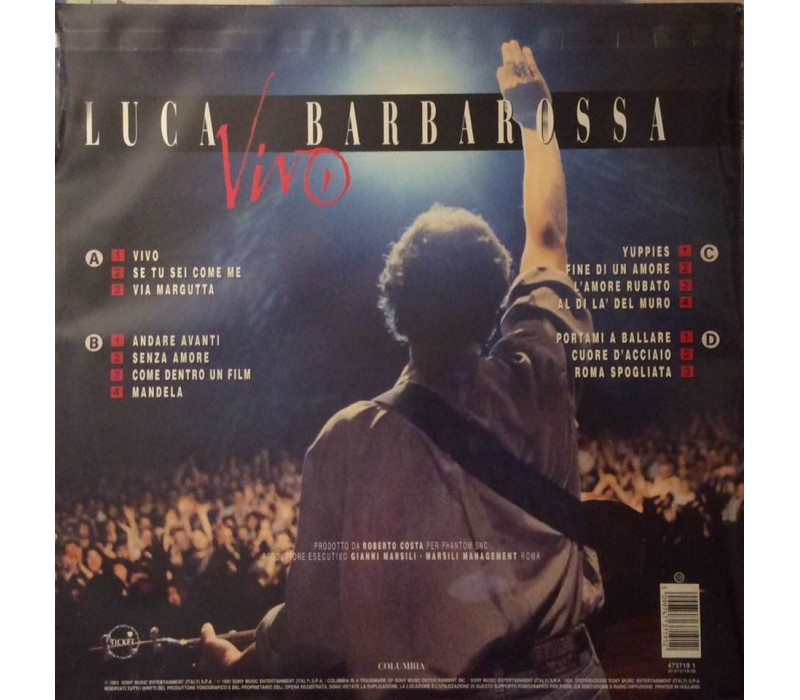 LUCA BARBAROSSA
Vivo
A
1 VIVO
2 SE TU SEI COME ME
3 VIA MARGUTTA
B
1 ANDARE AVANTI
2 SENZA AMORE
3 COME DENTRO UN FILM
4 MANDELA
YUPPIES 1
C
FINE DI UN AMORE 2
L'AMORE RUBATO 3
AL DI LA' DEL MURO 4
PORTAMI A BALLARE 1
D
CUORE D'ACCIAIO 2
ROMA SPOGLIATA 3
PRODOTTO DA ROBERTO COSTA PER PHANTOM SNC
PRODUTTORE ESECUTIVO GIANNI MARSILI - MARSILI MANAGEMENT ROMA
TICKET
COLUMBIA
473718 1